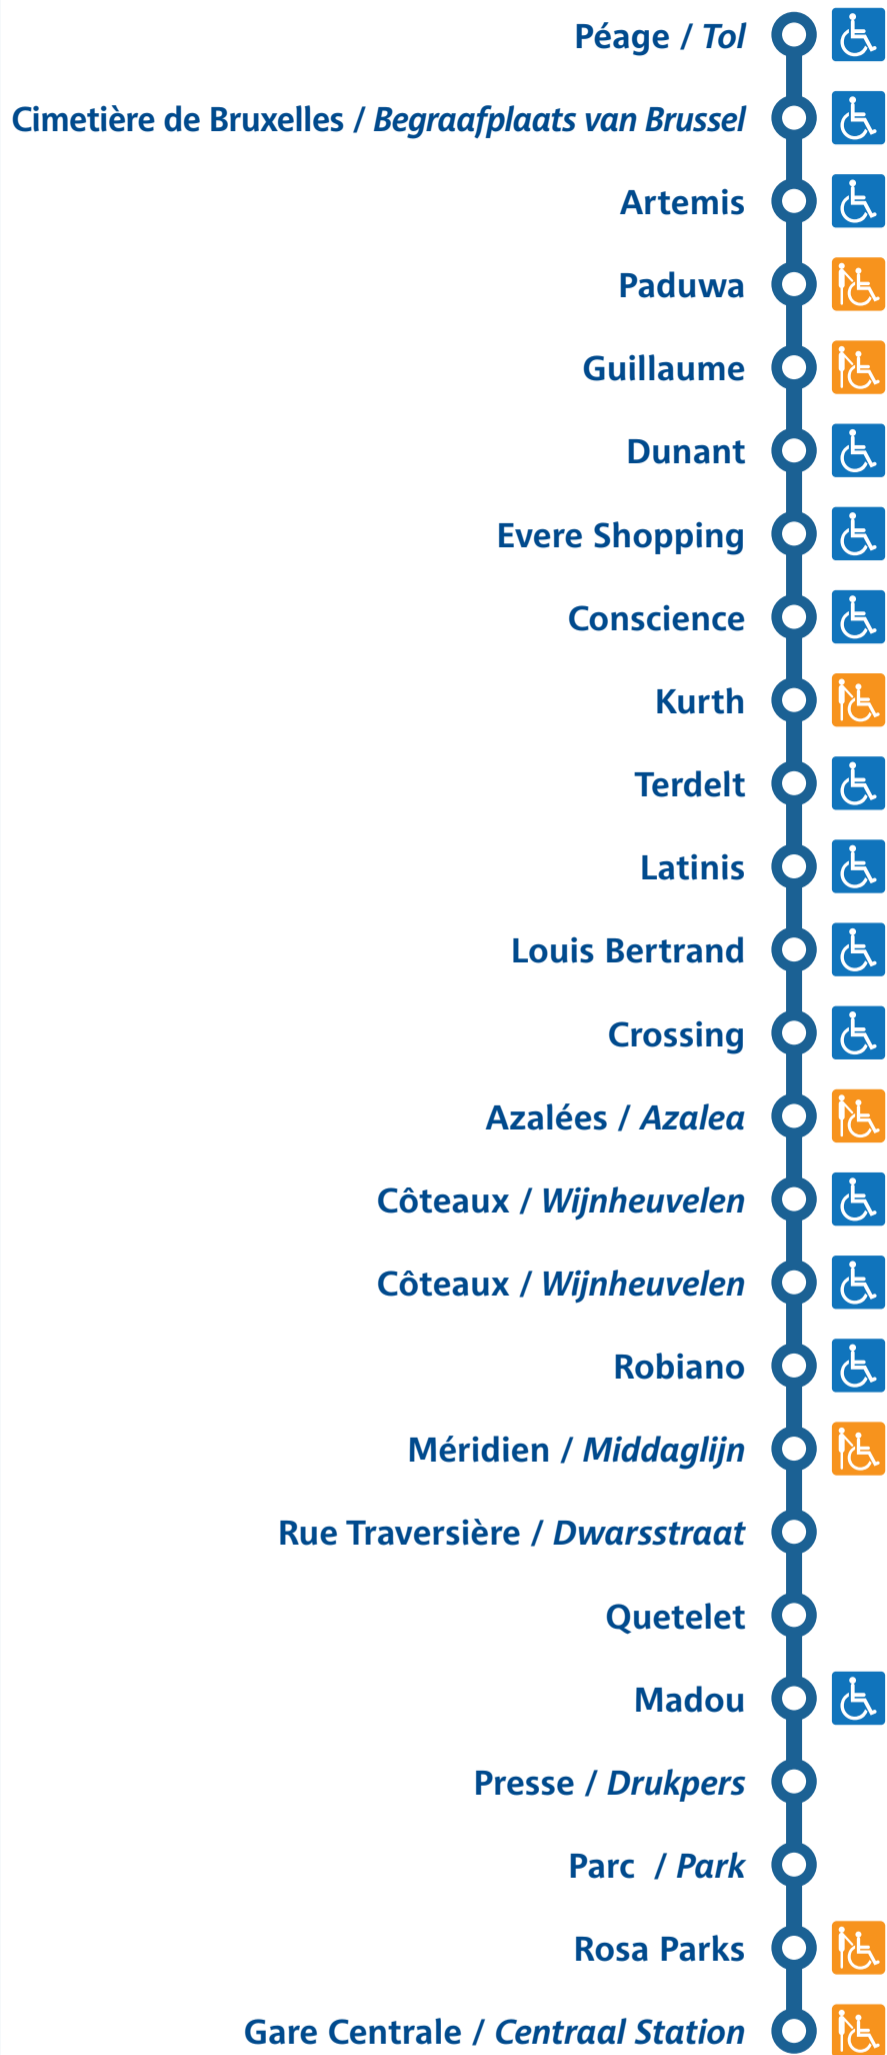 Péage / Tol
Cimetière de Bruxelles / Begraafplaats van Brussel
Artemis
Paduwa
Guillaume
Dunant
Evere Shopping
Conscience
Kurth
Terdelt
Latinis
Louis Bertrand
Crossing
Azalées / Azalea
Côteaux / Wijnheuvelen
Côteaux / Wijnheuvelen
Robiano
Méridien / Middaglijn
Rue Traversière / Dwarsstraat
Quetelet
Madou
Presse / Drukpers
Parc / Park
Rosa Parks
Gare Centrale / Centraal Station